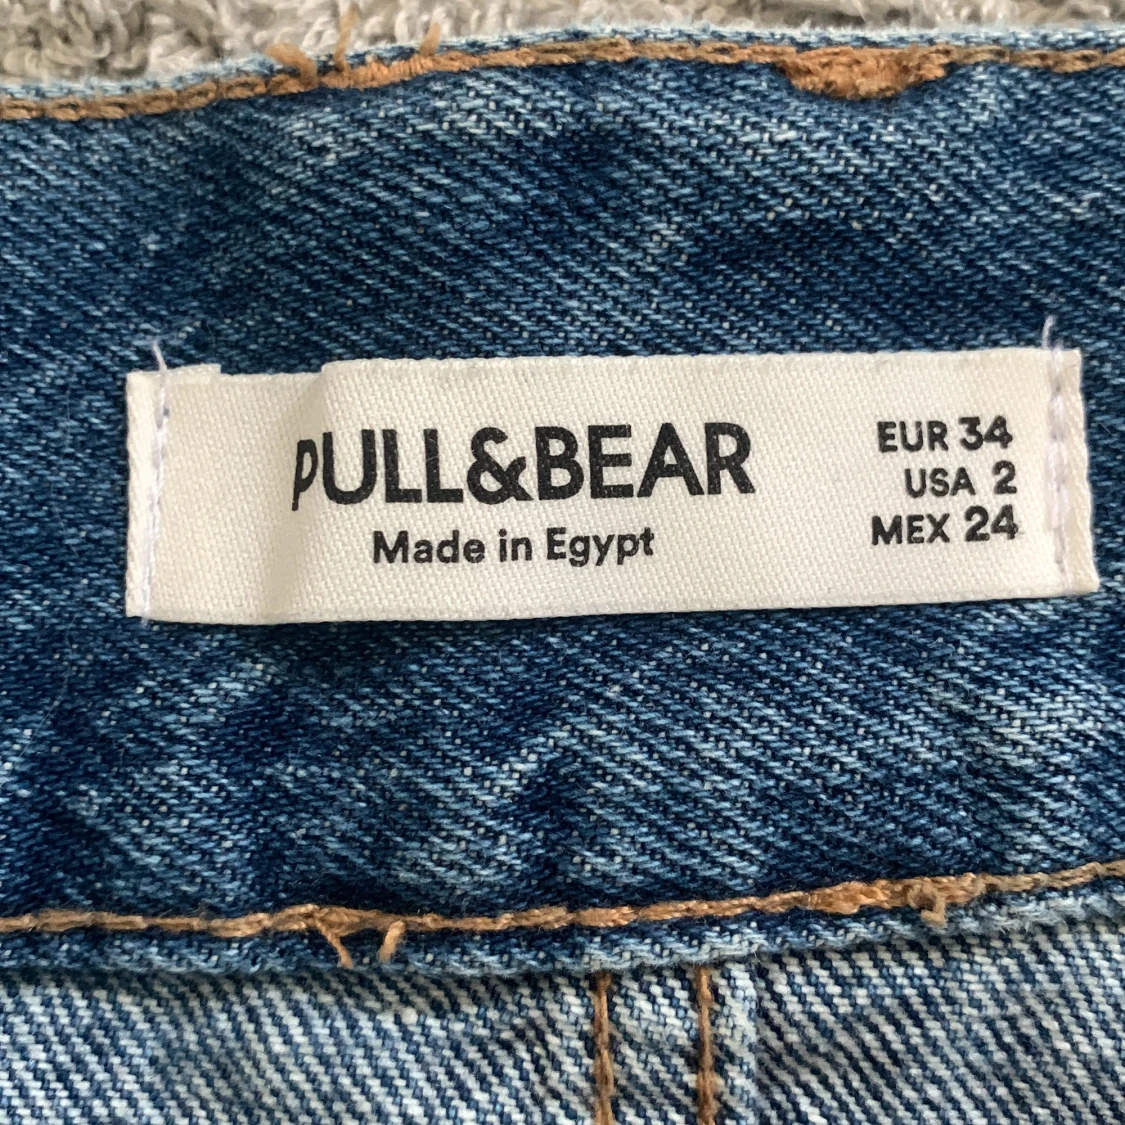 PULL&BEAR
Made in Egypt
EUR 34
USA 2
MEX 24